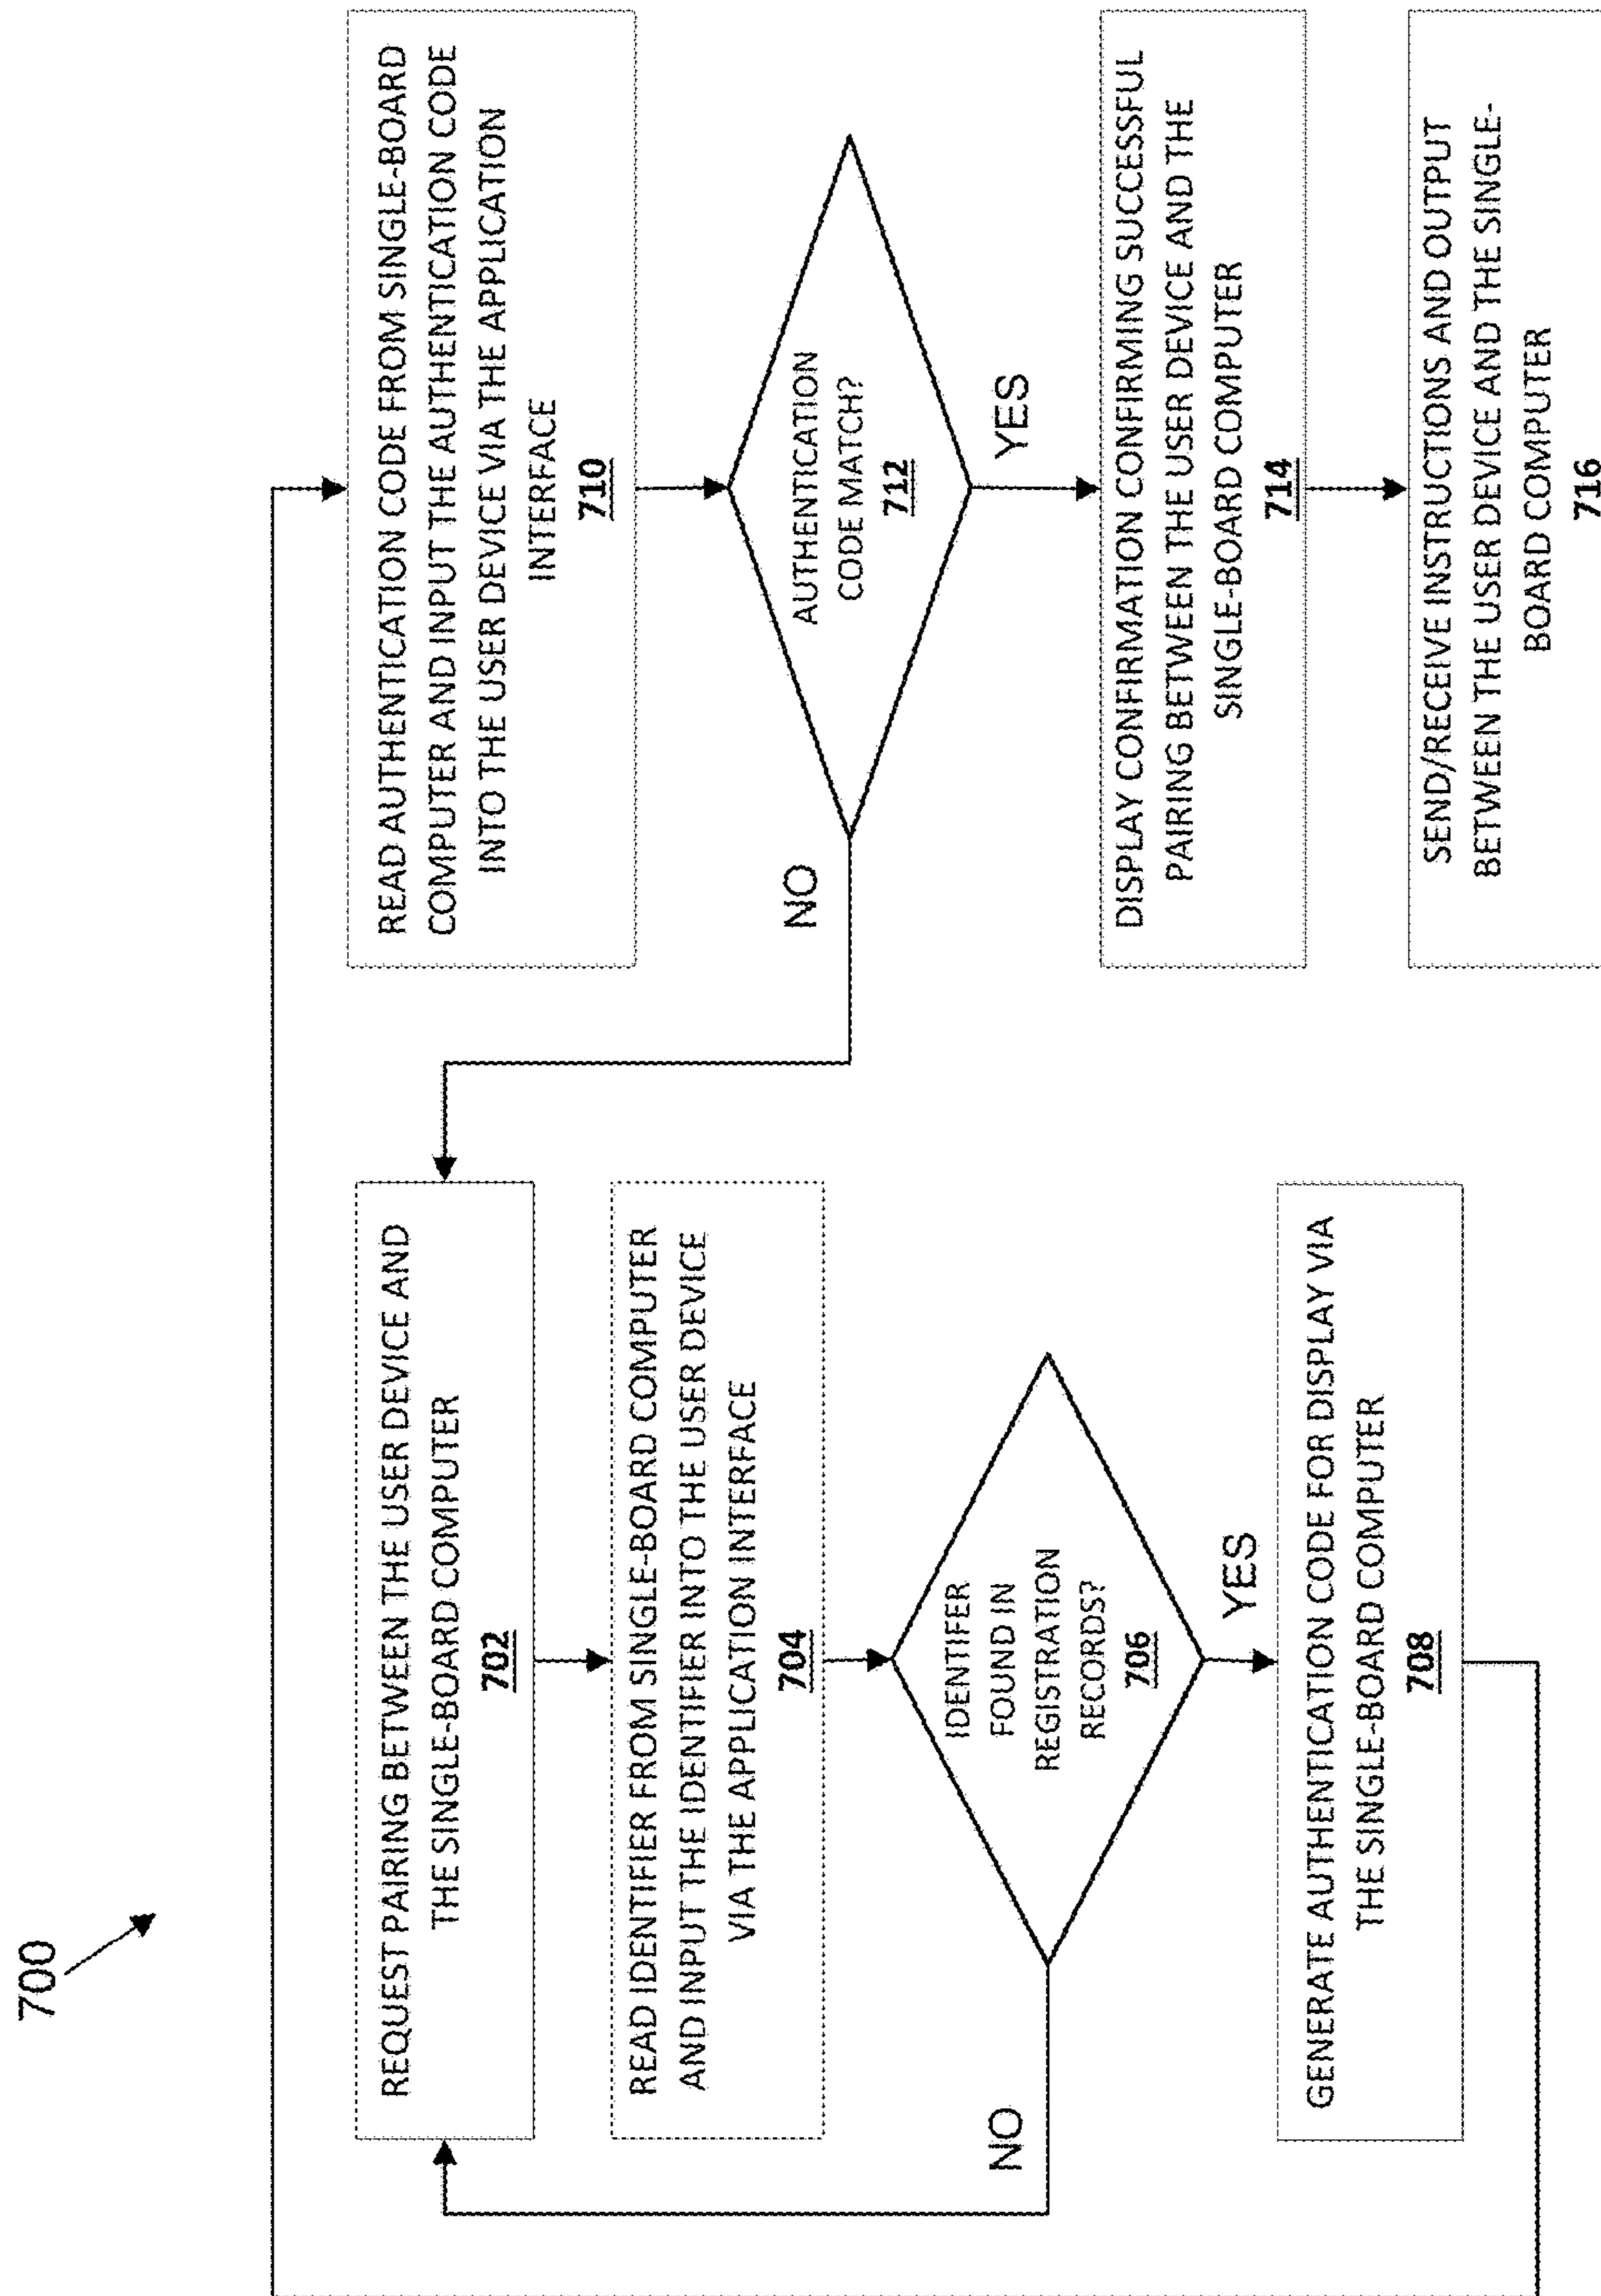 700
REQUEST PAIRING BETWEEN THE USER DEVICE AND
THE SINGLE-BOARD COMPUTER
702
READ IDENTIFIER FROM SINGLE-BOARD COMPUTER
AND INPUT THE IDENTIFIER INTO THE USER DEVICE
VIA THE APPLICATION INTERFACE
704
IDENTIFIER
FOUND IN
REGISTRATION
RECORDS?
706
NO
YES
GENERATE AUTHENTICATION CODE FOR DISPLAY VIA
THE SINGLE-BOARD COMPUTER
708
READ AUTHENTICATION CODE FROM SINGLE-BOARD
COMPUTER AND INPUT THE AUTHENTICATION CODE
INTO THE USER DEVICE VIA THE APPLICATION
INTERFACE
710
AUTHENTICATION
CODE MATCH?
712
NO
YES
DISPLAY CONFIRMATION CONFIRMING SUCCESSFUL
PAIRING BETWEEN THE USER DEVICE AND THE
SINGLE-BOARD COMPUTER
714
SEND/RECEIVE INSTRUCTIONS AND OUTPUT
BETWEEN THE USER DEVICE AND THE SINGLE-
BOARD COMPUTER
716